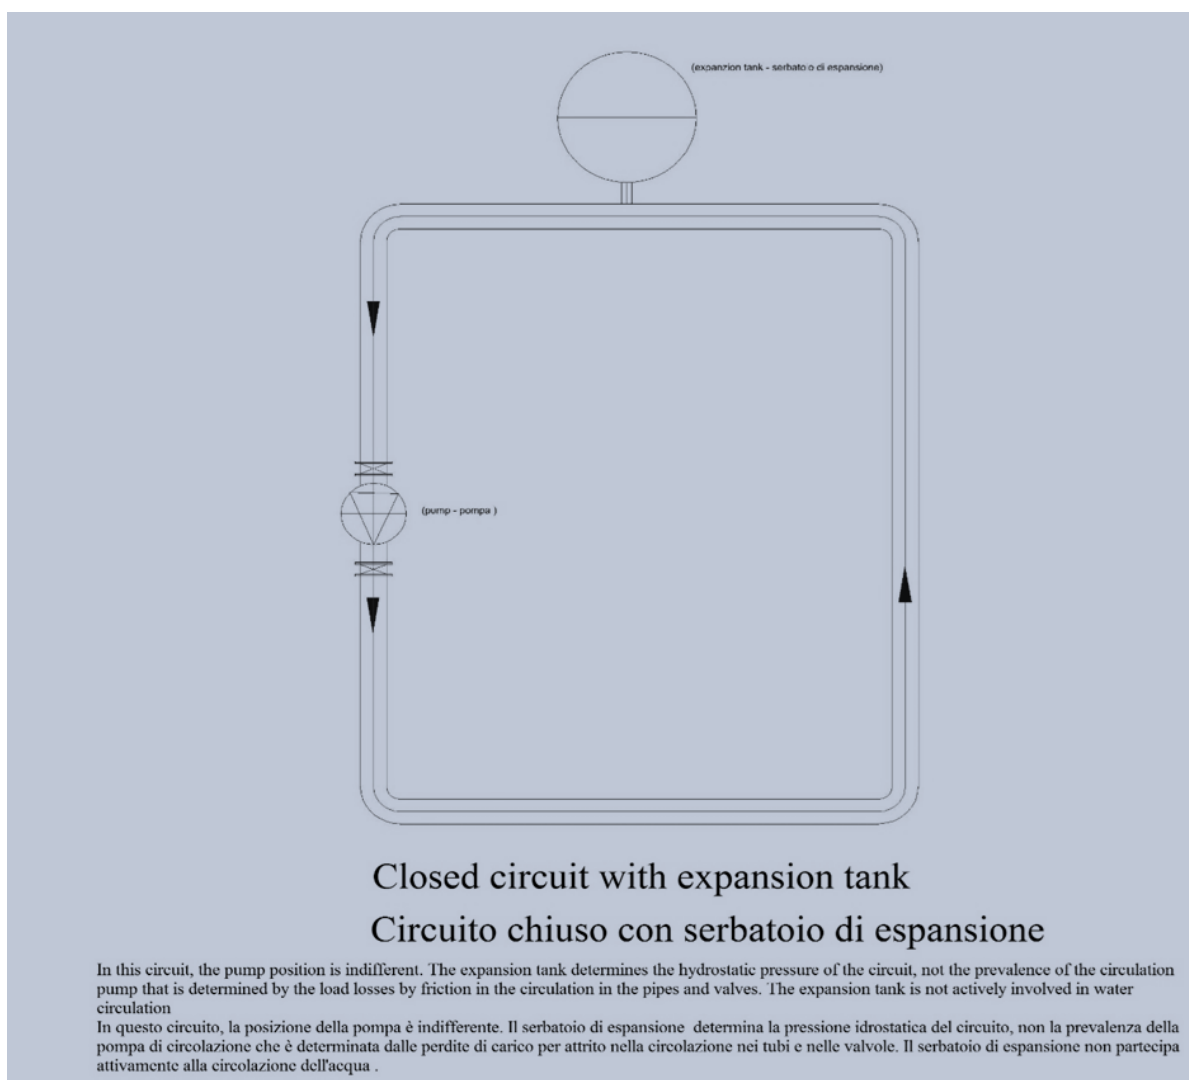 (expanzion tank - serbato o di espansione)
(pump - pompa )
Closed circuit with expansion tank
Circuito chiuso con serbatoio di espansione
In this circuit, the pump position is indifferent. The expansion tank determines the hydrostatic pressure of the circuit, not the prevalence of the circulation
pump that is determined by the load losses by friction in the circulation in the pipes and valves. The expansion tank is not actively involved in water
circulation
In questo circuito, la posizione della pompa è indifferente. Il serbatoio di espansione determina la pressione idrostatica del circuito, non la prevalenza della
pompa di circolazione che è determinata dalle perdite di carico per attrito nella circolazione nei tubi e nelle valvole. Il serbatoio di espansione non partecipa
attivamente alla circolazione dell'acqua .